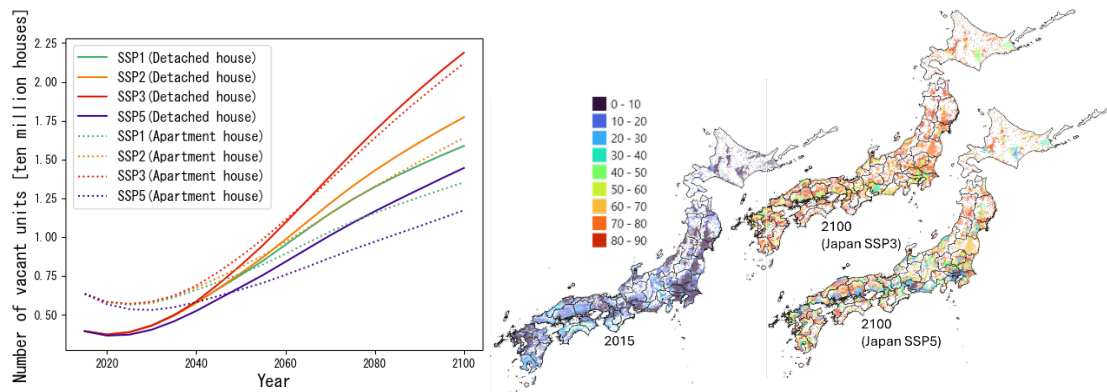 Number of vacant units [ten million houses]
2.25
2.00
1.75
1.50
1.25
1.00
0.75
0.50
SSP1(Detached house)
SSP2(Detached house)
SSP3(Detached house)
SSP5(Detached house)
SSP1(Apartment house)
SSP2(Apartment house)
SSP3(Apartment house)
SSP5(Apartment house)
2020
2040
2060
2080
2100
Year
0 - 10
10 - 20
20 - 30
30 - 40
40 - 50
50 - 60
60 - 70
70 - 80
80 - 90
2015
2100
(Japan SSP3)
2100
(Japan SSP5)